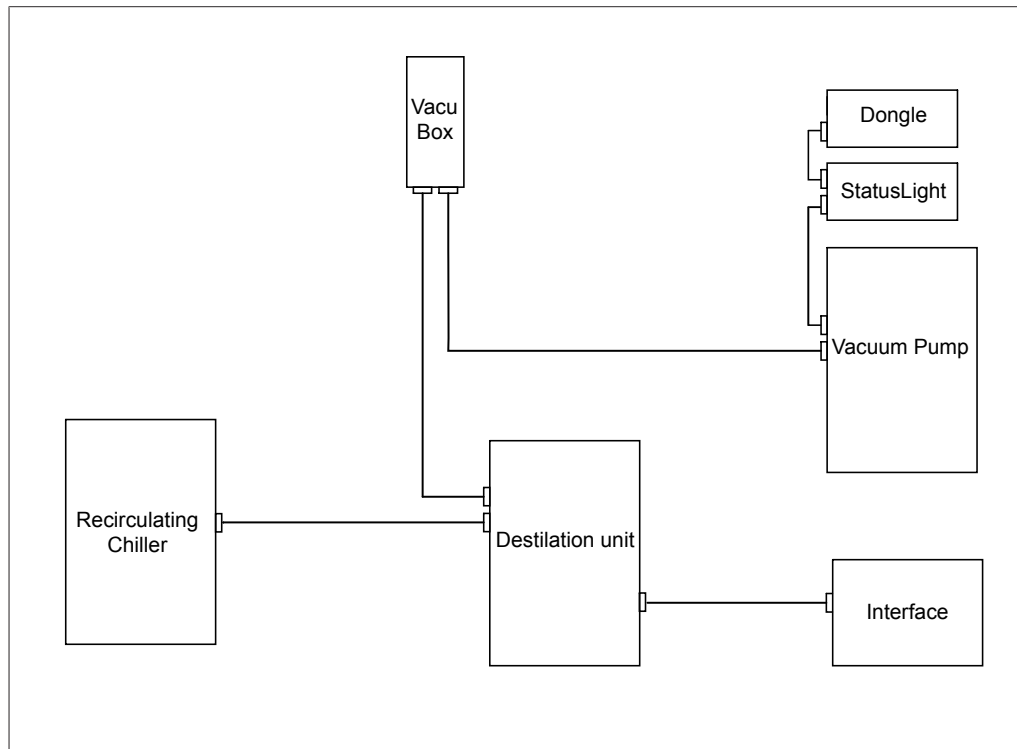 Vacu
Box
Dongle
StatusLight
Vacuum Pump
Recirculating
Chiller
Destilation unit
Interface